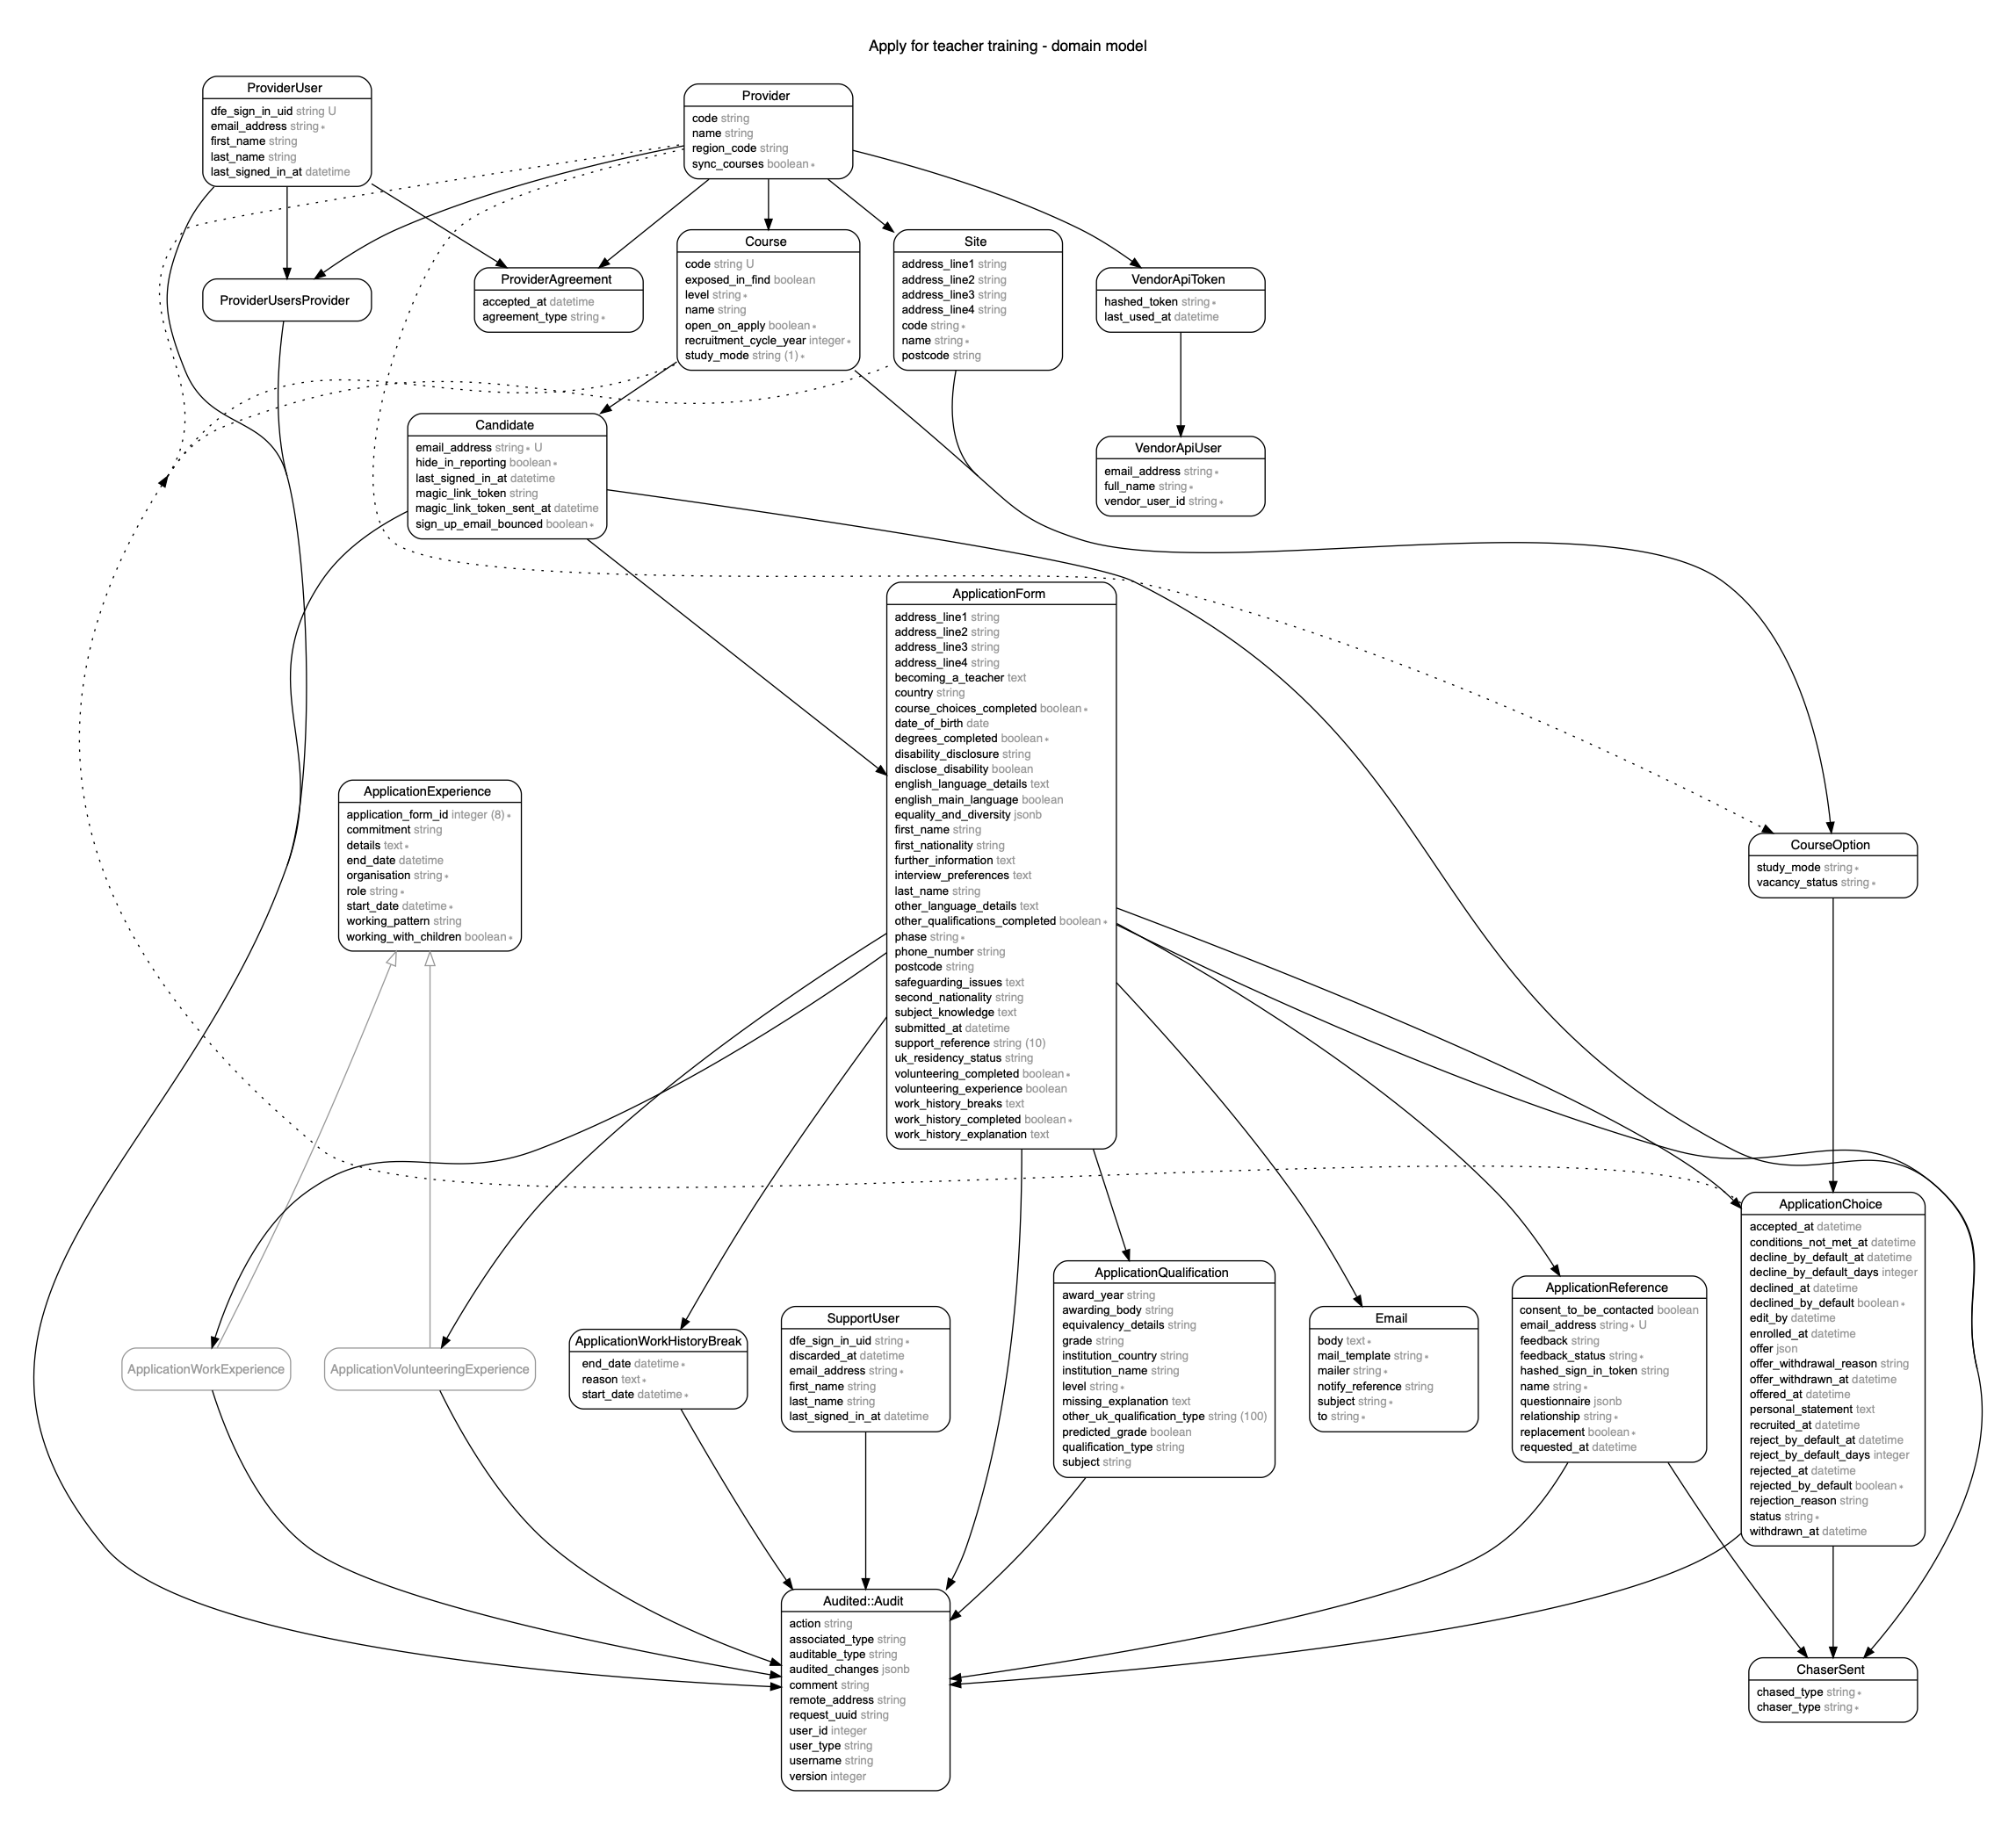 Apply for teacher training - domain model
ProviderUser
dfe_sign_in_uid string U
email_address string ∗
first_name string
last_name string
last_signed_in_at datetime
Provider
code string
name string
region_code string
sync_courses boolean ∗
ProviderUsersProvider
ProviderAgreement
accepted_at datetime
agreement_type string ∗
Course
code string U
exposed_in_find boolean
level string ∗
name string
open_on_apply boolean ∗
recruitment_cycle_year integer ∗
study_mode string (1) ∗
Site
address_line1 string
address_line2 string
address_line3 string
address_line4 string
code string ∗
name string ∗
postcode string
VendorApiToken
hashed_token string ∗
last_used_at datetime
Candidate
email_address string ∗ U
hide_in_reporting boolean ∗
last_signed_in_at datetime
magic_link_token string
magic_link_token_sent_at datetime
sign_up_email_bounced boolean ∗
VendorApiUser
email_address string ∗
full_name string ∗
vendor_user_id string ∗
ApplicationForm
address_line1 string
address_line2 string
address_line3 string
address_line4 string
becoming_a_teacher text
country string
course_choices_completed boolean ∗
date_of_birth date
degrees_completed boolean ∗
disability_disclosure string
disclose_disability boolean
english_language_details text
english_main_language boolean
equality_and_diversity jsonb
first_name string
first_nationality string
further_information text
interview_preferences text
last_name string
other_language_details text
other_qualifications_completed boolean ∗
phase string ∗
phone_number string
postcode string
safeguarding_issues text
second_nationality string
subject_knowledge text
submitted_at datetime
support_reference string (10)
uk_residency_status string
volunteering_completed boolean ∗
volunteering_experience boolean
work_history_breaks text
work_history_completed boolean ∗
work_history_explanation text
ApplicationExperience
application_form_id integer (8) ∗
commitment string
details text ∗
end_date datetime
organisation string ∗
role string ∗
start_date datetime ∗
working_pattern string
working_with_children boolean ∗
CourseOption
study_mode string ∗
vacancy_status string ∗
ApplicationChoice
accepted_at datetime
conditions_not_met_at datetime
decline_by_default_at datetime
decline_by_default_days integer
declined_at datetime
declined_by_default boolean ∗
edit_by datetime
enrolled_at datetime
offer json
offer_withdrawal_reason string
offer_withdrawn_at datetime
offered_at datetime
personal_statement text
recruited_at datetime
reject_by_default_at datetime
reject_by_default_days integer
rejected_at datetime
rejected_by_default boolean ∗
rejection_reason string
status string ∗
withdrawn_at datetime
ApplicationWorkExperience
ApplicationVolunteeringExperience
ApplicationWorkHistoryBreak
end_date datetime ∗
reason text ∗
start_date datetime ∗
SupportUser
dfe_sign_in_uid string ∗
discarded_at datetime
email_address string ∗
first_name string
last_name string
last_signed_in_at datetime
ApplicationQualification
award_year string
awarding_body string
equivalency_details string
grade string
institution_country string
institution_name string
level string ∗
missing_explanation text
other_uk_qualification_type string (100)
predicted_grade boolean
qualification_type string
subject string
Email
body text ∗
mail_template string ∗
mailer string ∗
notify_reference string
subject string ∗
to string ∗
ApplicationReference
consent_to_be_contacted boolean
email_address string ∗ U
feedback string
feedback_status string ∗
hashed_sign_in_token string
name string ∗
questionnaire jsonb
relationship string ∗
replacement boolean ∗
requested_at datetime
Audited::Audit
action string
associated_type string
auditable_type string
audited_changes jsonb
comment string
remote_address string
request_uuid string
user_id integer
user_type string
username string
version integer
ChaserSent
chased_type string ∗
chaser_type string ∗